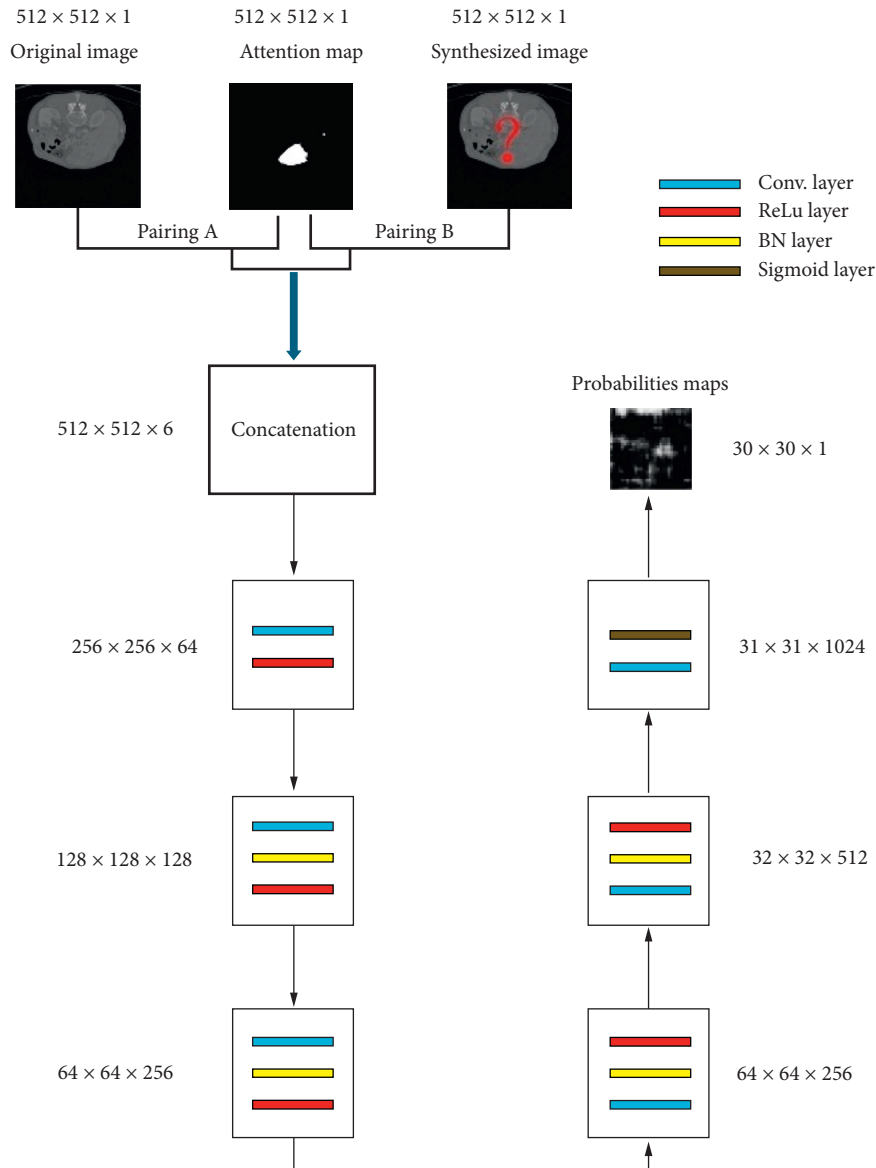 512 × 512 × 1
512 × 512 × 1
512 × 512 × 1
Original image
Attention map
Synthesized image
?
Pairing A
Pairing B
Conv. layer
ReLu layer
BN layer
Sigmoid layer
Concatenation
512 × 512 × 6
Probabilities maps
30 × 30 × 1
256 × 256 × 64
31 × 31 × 1024
128 × 128 × 128
32 × 32 × 512
64 × 64 × 256
64 × 64 × 256